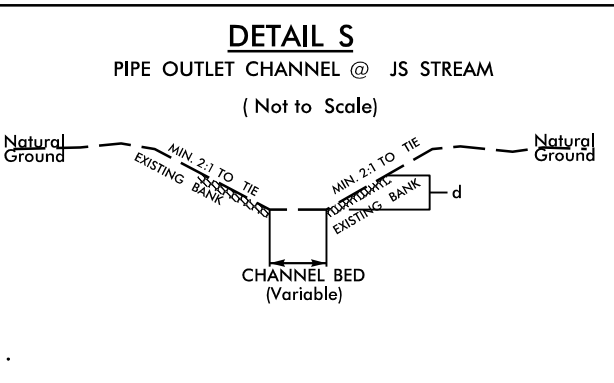 DETAIL S
PIPE OUTLET CHANNEL @ JS STREAM
( Not to Scale)
Natural
Ground
MIN. 2:1 TO TIE
EXISTING BANK
MIN. 2:1 TO TIE
EXISTING BANK
d
Natural
Ground
CHANNEL BED
(Variable)